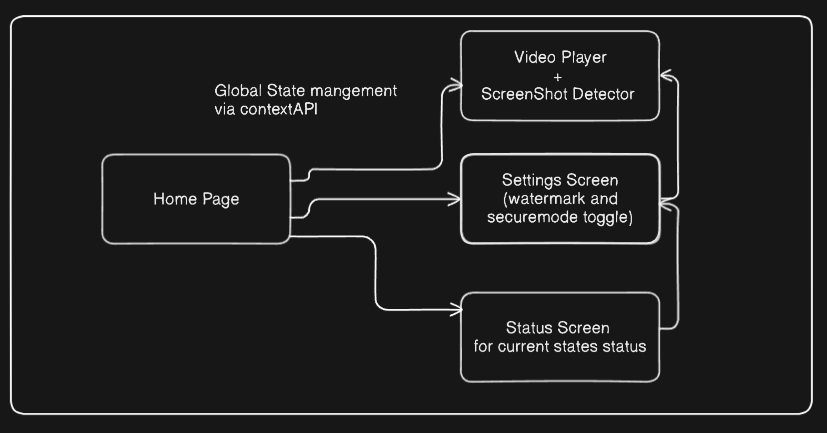 Video Player
+
ScreenShot Detector
Global State mangement
via contextAPI
Home Page
Settings Screen
(watermark and
securemode toggle)
Status Screen
for current states status